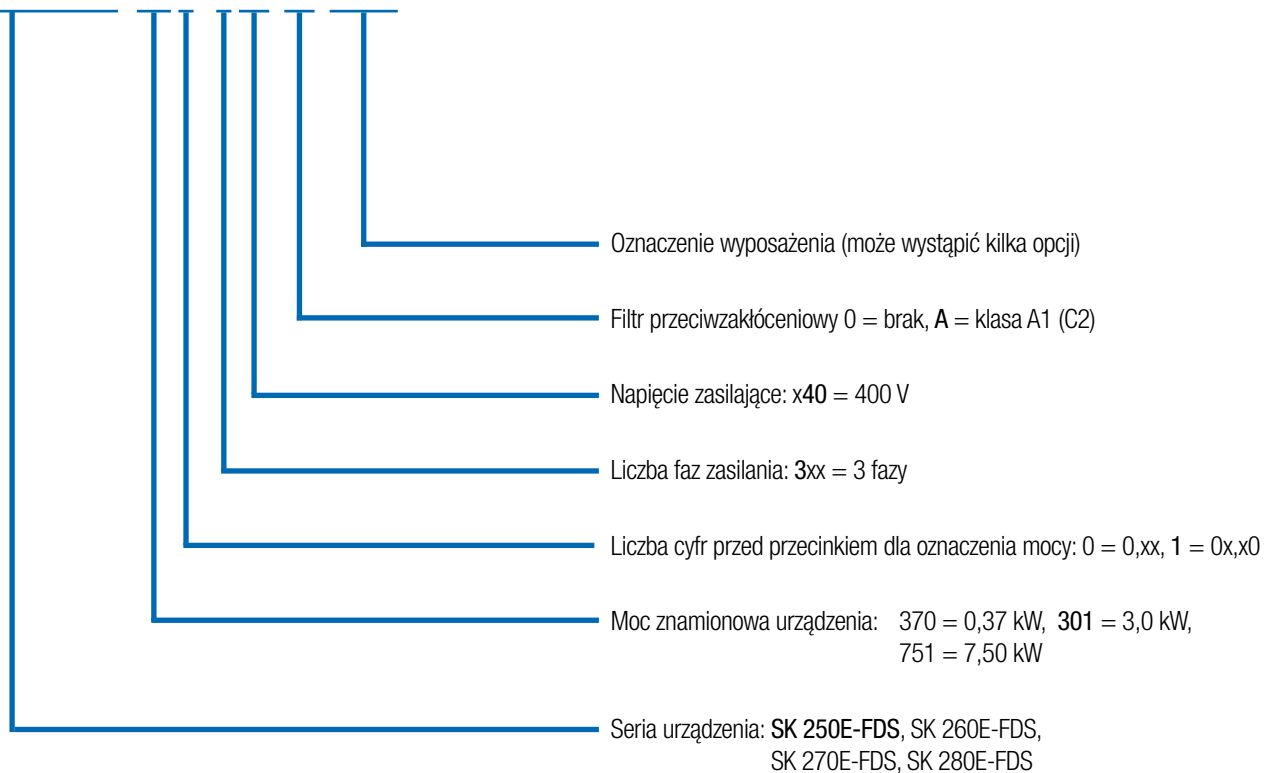 Oznaczenie wyposażenia (może wystąpić kilka opcji)
Filtr przeciwzakłóceniowy 0 = brak, A = klasa A1 (C2)
Napięcie zasilające: x40 = 400 V
Liczba faz zasilania: 3xx = 3 fazy
Liczba cyfr przed przecinkiem dla oznaczenia mocy: 0 = 0,xx, 1 = 0x,x0
Moc znamionowa urządzenia: 370 = 0,37 kW, 301 = 3,0 kW,
751 = 7,50 kW
Seria urządzenia: SK 250E-FDS, SK 260E-FDS,
SK 270E-FDS, SK 280E-FDS